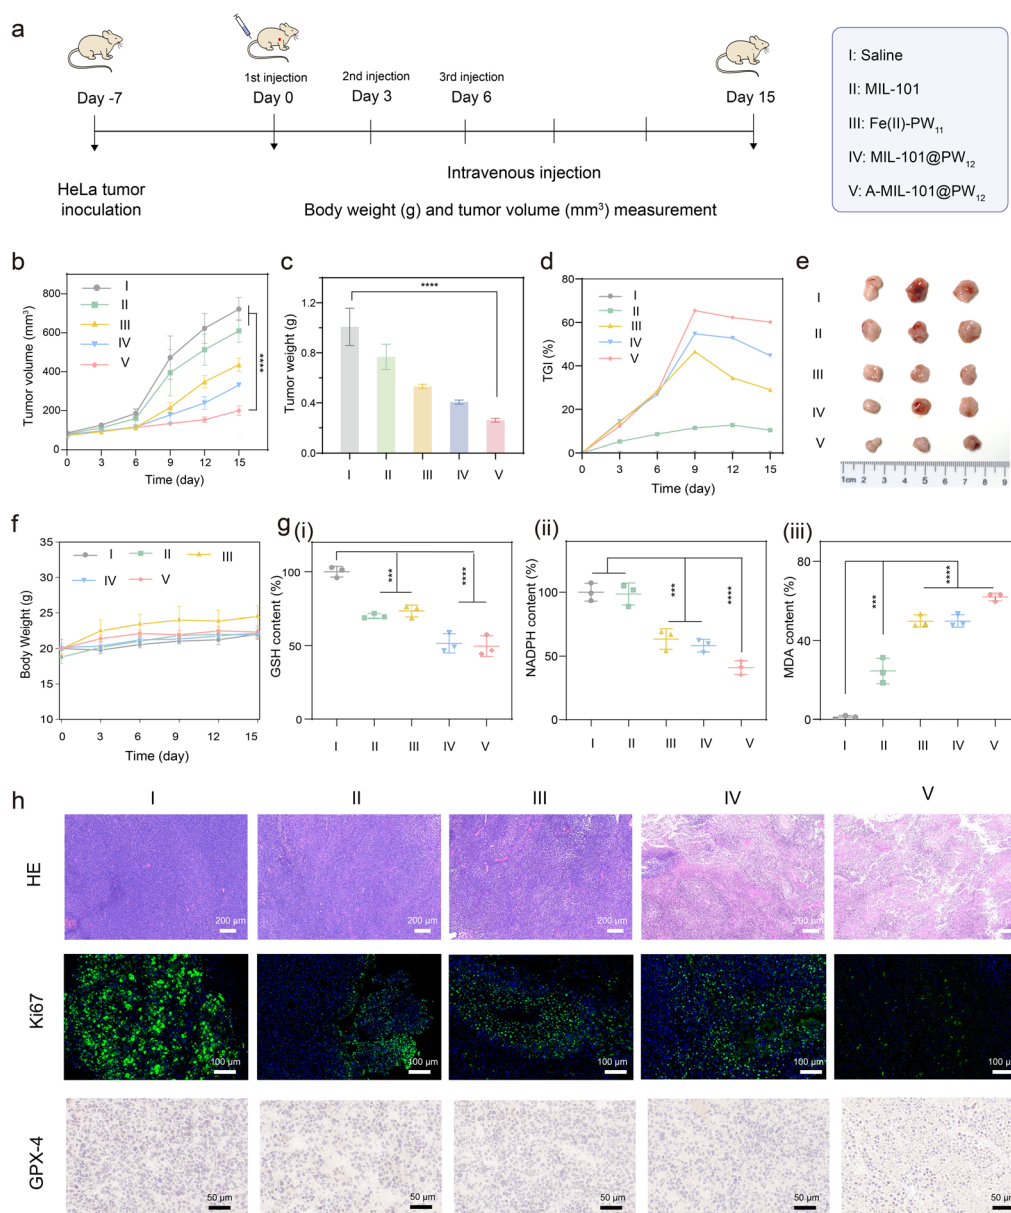 a
Day -7
1st injection
Day 0
2nd injection
Day 3
3rd injection
Day 6
Day 15
HeLa tumor
inoculation
Intravenous injection
Body weight (g) and tumor volume (mm³) measurement
I: Saline
II: MIL-101
III: Fe(II)-PW₁₁
IV: MIL-101@PW₁₂
V: A-MIL-101@PW₁₂
b
Tumor volume (mm³)
800
600
400
200
0
0 3 6 9 12 15
Time (day)
I
II
III
IV
V
****
c
Tumor weight (g)
1.2
0.8
0.4
0.0
I II III IV V
****
d
TGI (%)
80
60
40
20
0
0 3 6 9 12 15
Time (day)
I
II
III
IV
V
e
I
II
III
IV
V
1cm 2 3 4 5 6 7 8 9
f
Body Weight (g)
35
30
25
20
15
10
0 3 6 9 12 15
Time (day)
I II III
IV V
g
(i)
GSH content (%)
100
50
0
I II III IV V
***
****
(ii)
NADPH content (%)
150
100
50
0
I II III IV V
***
****
(iii)
MDA content (%)
80
40
0
I II III IV V
***
****
h
I II III IV V
HE
200 μm 200 μm 200 μm 200 μm 200 μm
Ki67
100 μm 100 μm 100 μm 100 μm 100 μm
GPX-4
50 μm 50 μm 50 μm 50 μm 50 μm